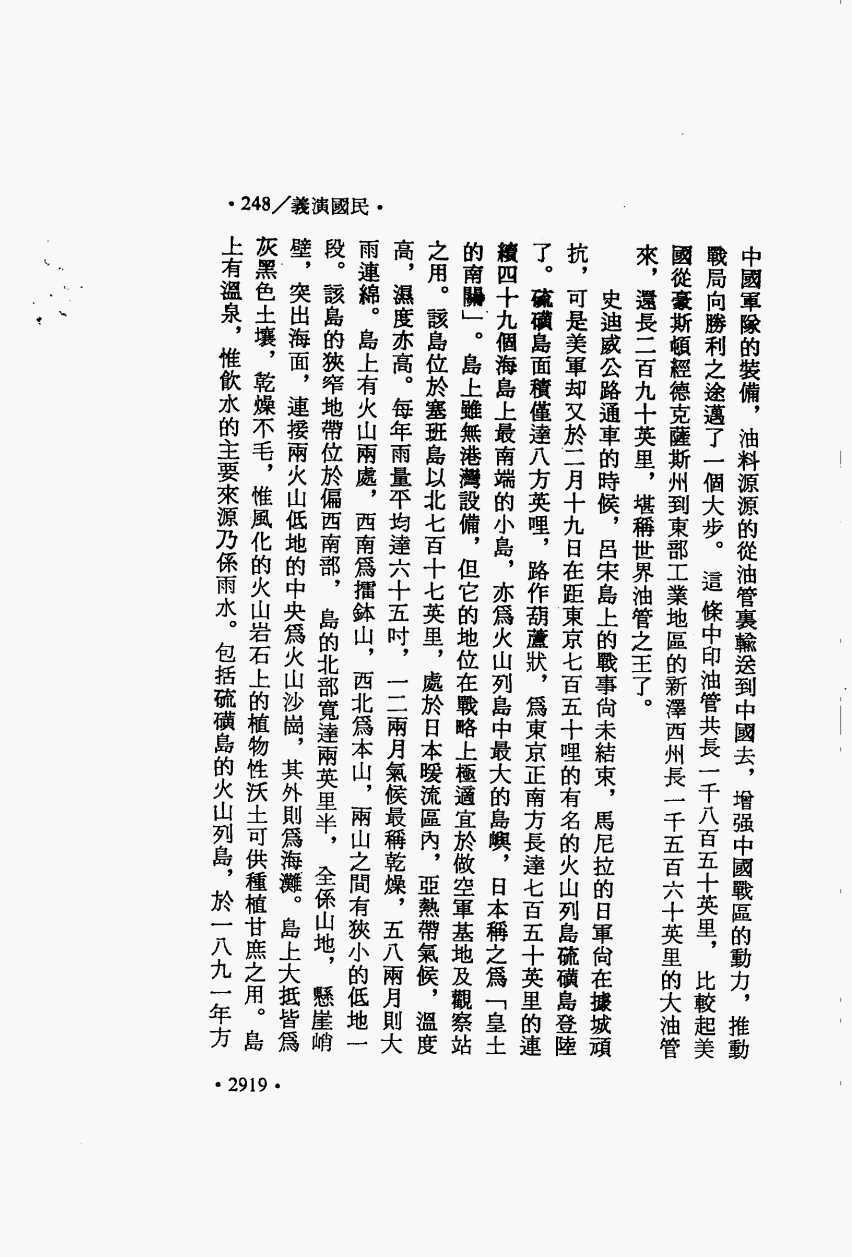 •248/義演國民•
中國軍隊的裝備，油料源源的從油管裏輸送到中國去，增强中國戰區的動力，推動
戰局向勝利之途邁了一個大步。這條中印油管共長一千八百五十英里，比較起美
國從豪斯頓經德克薩斯州到東部工業地區的新澤西州長一千五百六十英里的大油管
來，還長二百九十英里，堪稱世界油管之王了。
史迪威公路通車的時候，呂宋島上的戰事尙未結束，馬尼拉的日軍尙在據城頑
抗，可是美軍却又於二月十九日在距東京七百五十哩的有名的火山列島硫磺島登陸
了。硫磺島面積僅達八方英哩，路作葫蘆狀，爲東京正南方長達七百五十英里的連
續四十九個海島上最南端的小島，亦爲火山列島中最大的島嶼，日本稱之爲「皇土
的南關」。島上雖無港灣設備，但它的地位在戰略上極適宜於做空軍基地及觀察站
之用。該島位於塞班島以北七百十七英里，處於日本暖流區內，亞熱帶氣候，溫度
高，濕度亦高。每年雨量平均達六十五吋，一二兩月氣候最稱乾燥，五八兩月則大
雨連綿。島上有火山兩處，西南爲擂鉢山，西北爲本山，兩山之間有狹小的低地一
段。該島的狹窄地帶位於偏西南部，島的北部寬達兩英里半，全係山地，懸崖峭
壁，突出海面，連接兩火山低地的中央爲火山沙崗，其外則爲海灘。島上大抵皆爲
灰黑色土壤，乾燥不毛，惟風化的火山岩石上的植物性沃土可供種植甘庶之用。島
上有溫泉，惟飮水的主要來源乃係雨水。包括硫磺島的火山列島，於一八九一年方
•2919•